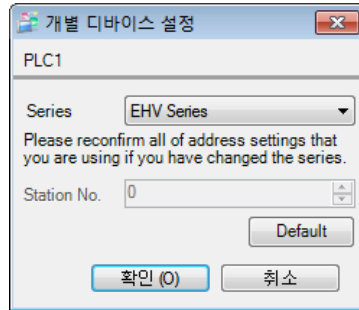 개별 디바이스 설정
PLC1
Series EHV Series
Please reconfirm all of address settings that
you are using if you have changed the series.
Station No. 0
Default
확인 (O) 취소